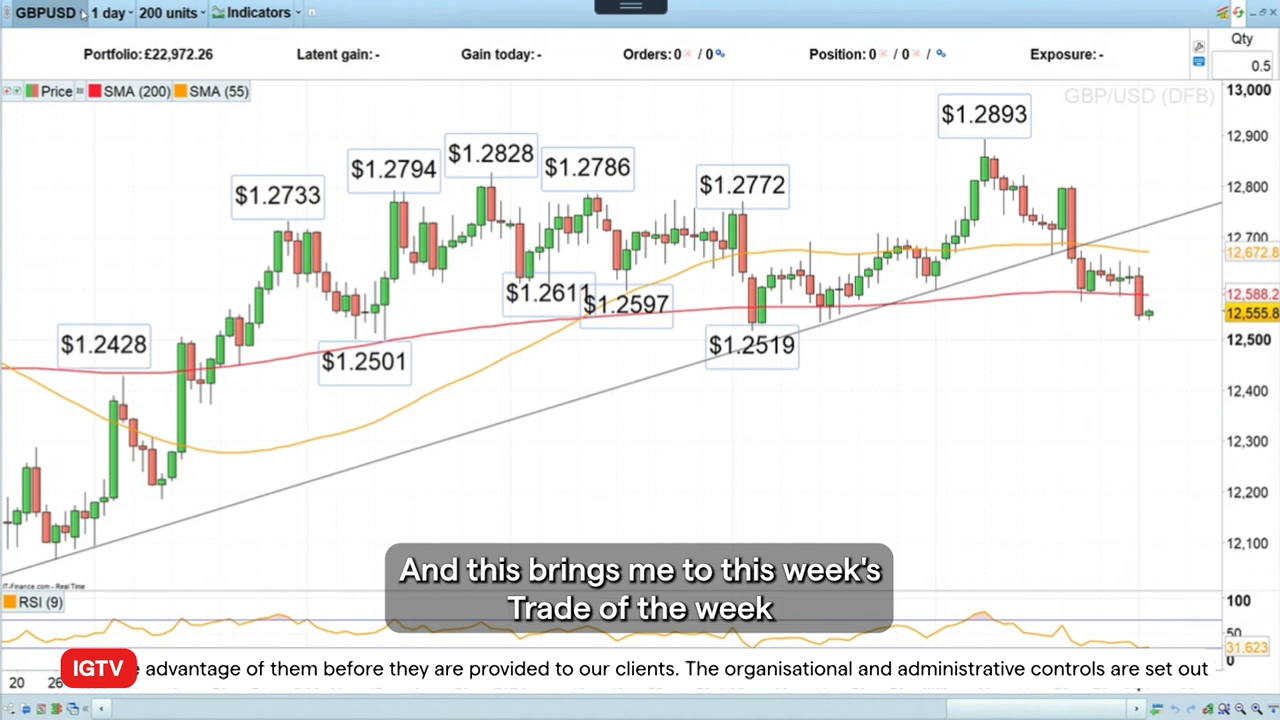 GBPUSD 1 day 200 units Indicators
Portfolio: £22,972.26 Latent gain: - Gain today: - Orders: 0 / 0 Position: 0 / 0 / Exposure: - Qty
0.5
Price SMA (200) SMA (55)
GBP/USD (DFB)
13,000
12,900
12,800
12,700
12,672.8
12,588.2
12,555.8
12,500
12,400
12,300
12,200
12,100
$1.2893
$1.2828
$1.2794
$1.2786
$1.2772
$1.2733
$1.2611
$1.2597
$1.2428
$1.2501
$1.2519
And this brings me to this week's
Trade of the week
IT-Finance.com - Real Time
RSI (9)
100
50
31.623
0
IGTV
advantage of them before they are provided to our clients. The organisational and administrative controls are set out
20 26